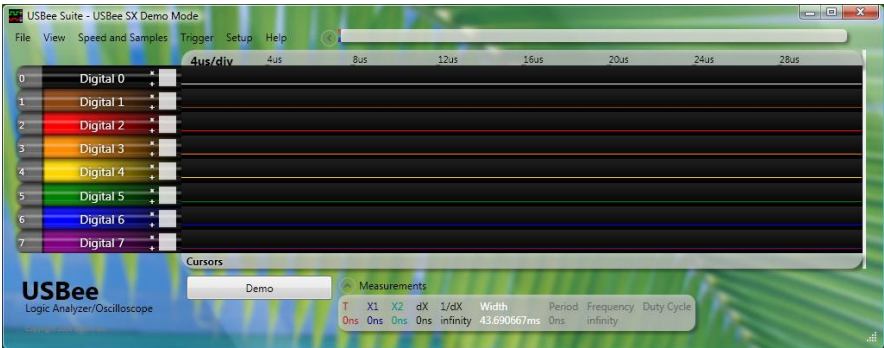 USBee Suite - USBee SX Demo Mode
File View Speed and Samples Trigger Setup Help
4us/div 4us 8us 12us 16us 20us 24us 28us
0 Digital 0
1 Digital 1
2 Digital 2
3 Digital 3
4 Digital 4
5 Digital 5
6 Digital 6
7 Digital 7
Cursors
USBee
Logic Analyzer/Oscilloscope
Demo
Measurements
T X1 X2 dX 1/dX Width Period Frequency Duty Cycle
0ns 0ns 0ns 0ns infinity 43.690667ms 0ns infinity